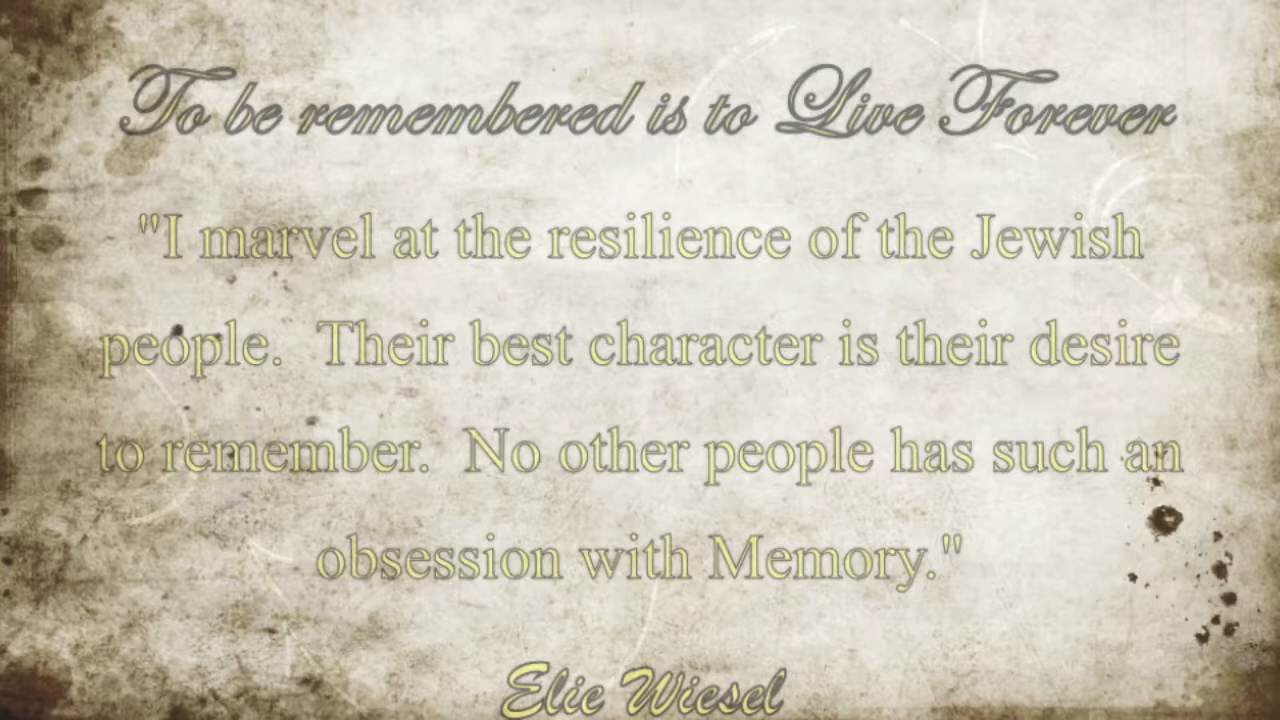 To be remembered is to Live Forever
"I marvel at the resilience of the Jewish
people.  Their best character is their desire
to remember.  No other people has such an
obsession with Memory."
Elie Wiesel